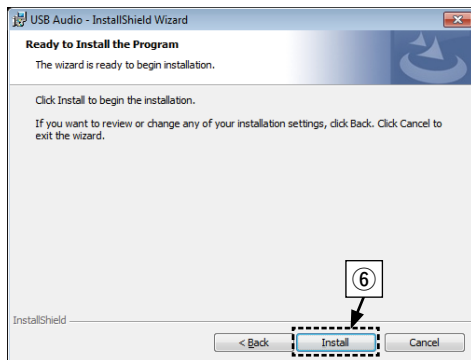 USB Audio - InstallShield Wizard
Ready to Install the Program
The wizard is ready to begin installation.
Click Install to begin the installation.
If you want to review or change any of your installation settings, click Back. Click Cancel to
exit the wizard.
⑥
InstallShield
< Back
Install
Cancel